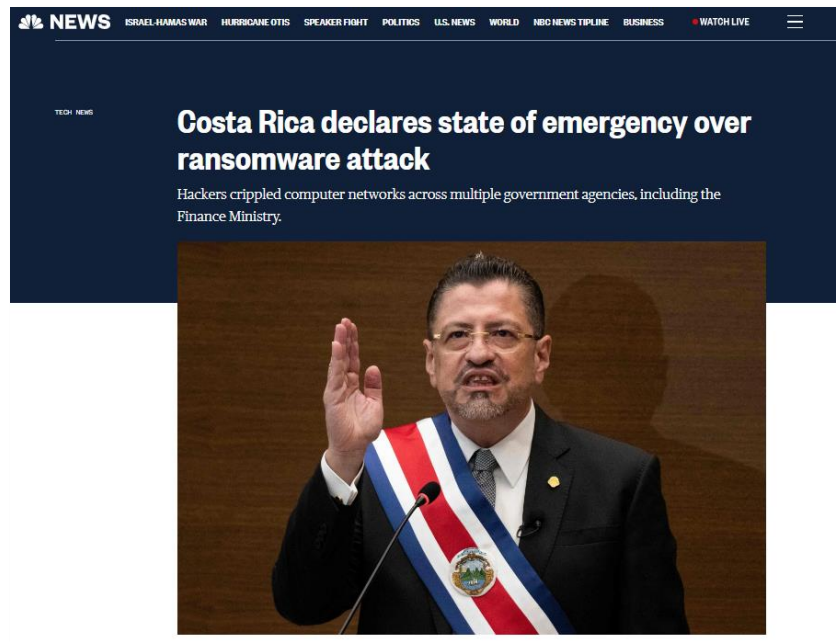 NEWS ISRAEL-HAMAS WAR HURRICANE OTIS SPEAKER FIGHT POLITICS U.S. NEWS WORLD NBC NEWS TIPLINE BUSINESS WATCH LIVE
TECH NEWS
Costa Rica declares state of emergency over
ransomware attack
Hackers crippled computer networks across multiple government agencies, including the
Finance Ministry.